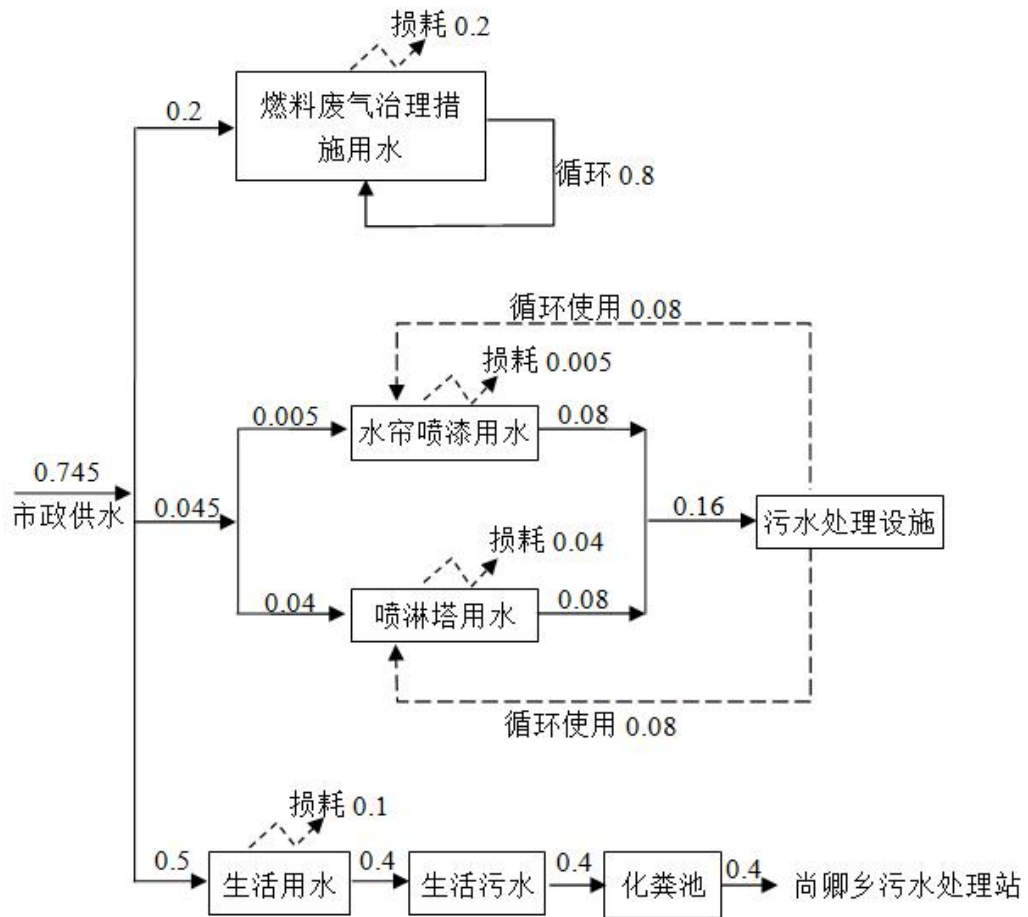 损耗 0.2
0.2
燃料废气治理措
施用水
循环 0.8
循环使用 0.08
损耗 0.005
0.005
水帘喷漆用水
0.08
0.745
市政供水
0.045
0.16
污水处理设施
损耗 0.04
0.04
喷淋塔用水
0.08
循环使用 0.08
损耗 0.1
0.5
生活用水
0.4
生活污水
0.4
化粪池
0.4
尚卿乡污水处理站